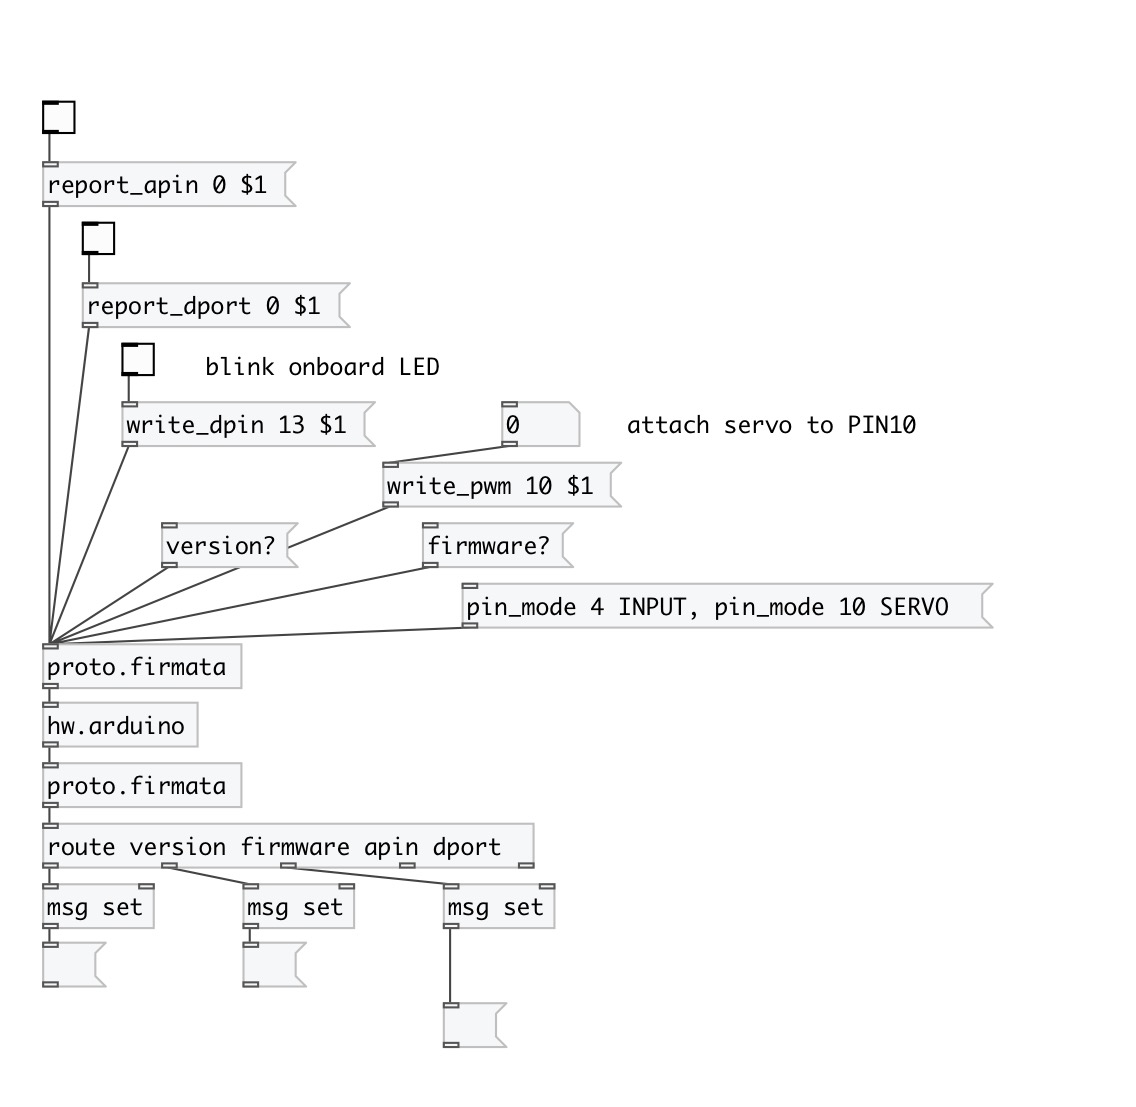 report_apin 0 $1
report_dport 0 $1
blink onboard LED
write_dpin 13 $1
0
attach servo to PIN10
write_pwm 10 $1
version?
firmware?
pin_mode 4 INPUT, pin_mode 10 SERVO
proto.firmata
hw.arduino
proto.firmata
route version firmware apin dport
msg set
msg set
msg set